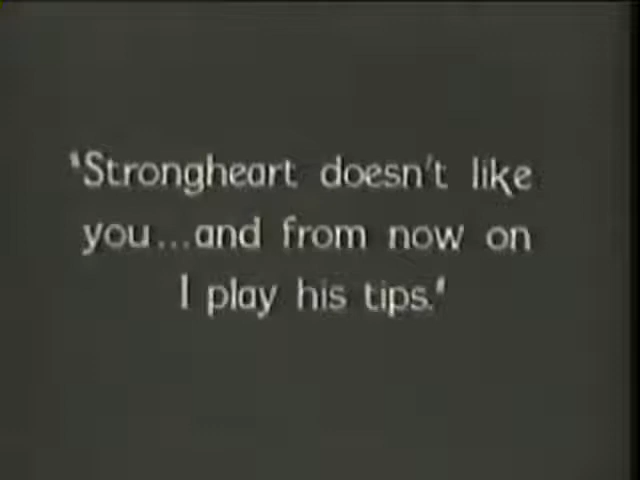 "Strongheart doesn't like
you...and from now on
I play his tips."